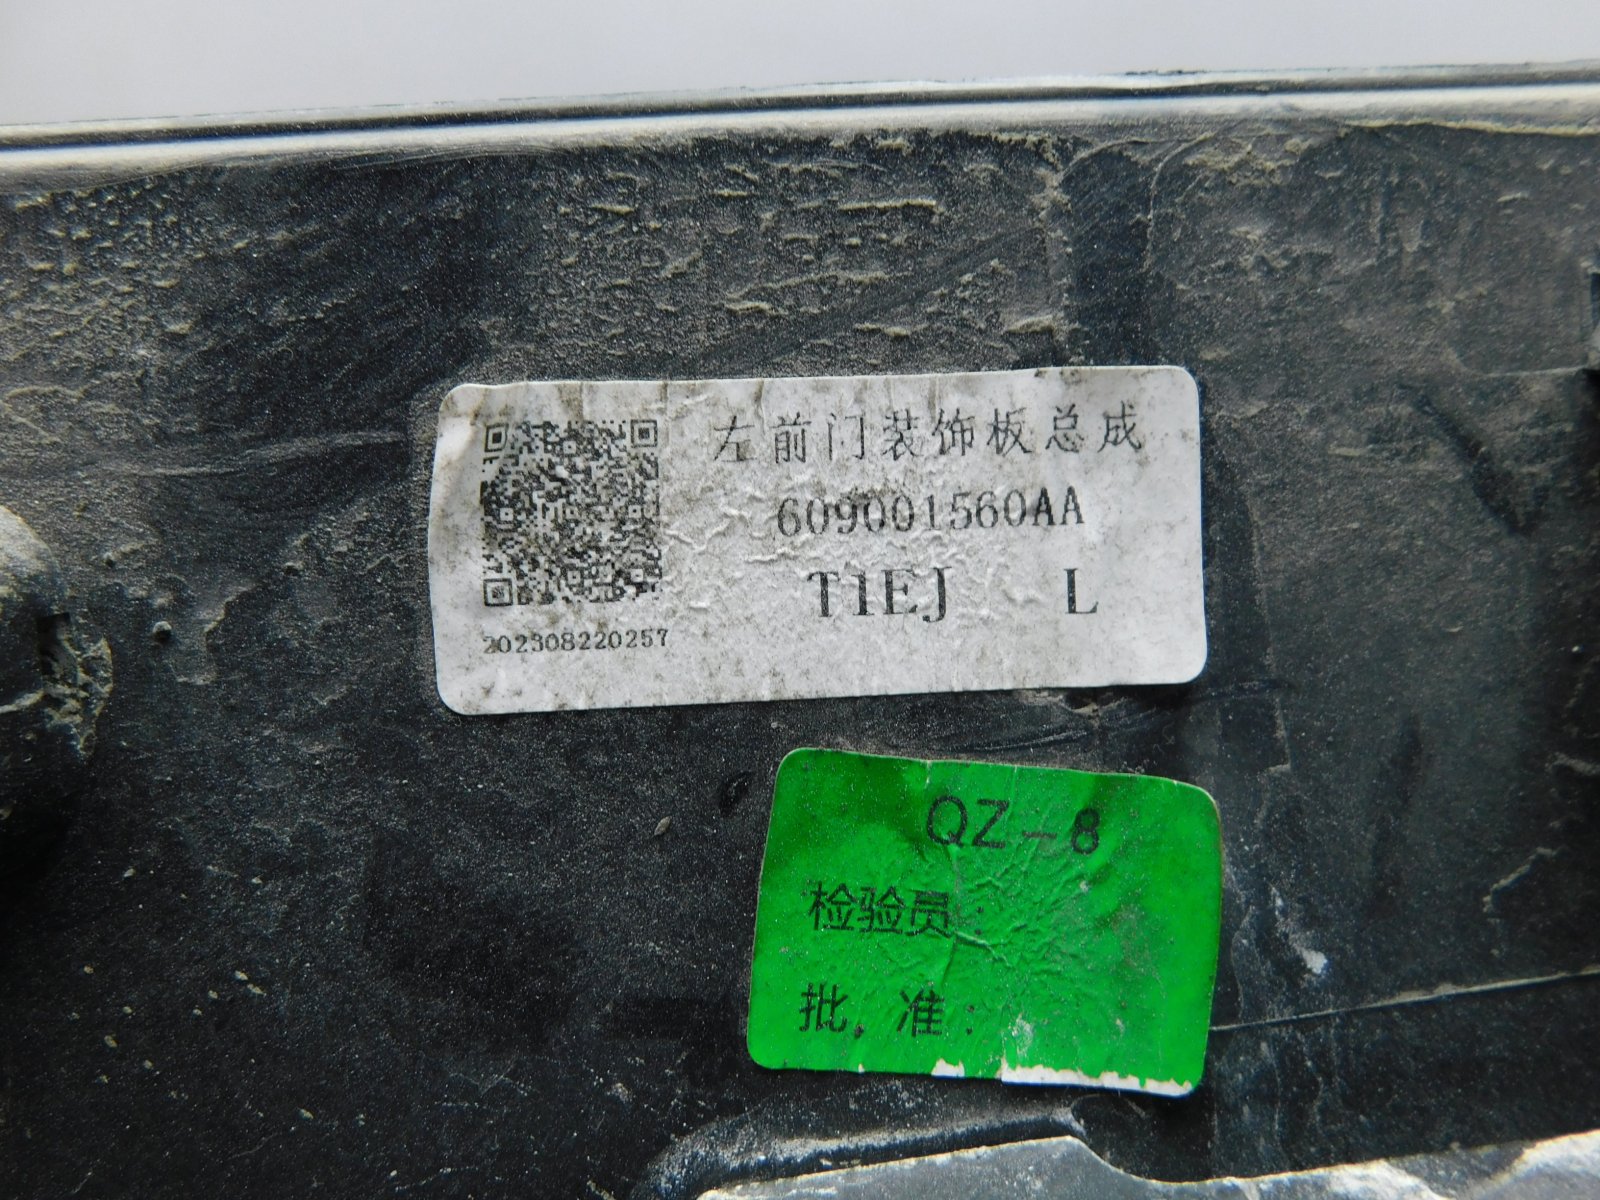 左前门装饰板总成
609001560AA
T1EJ L
202308220257
QZ-8
检验员:
批.准: